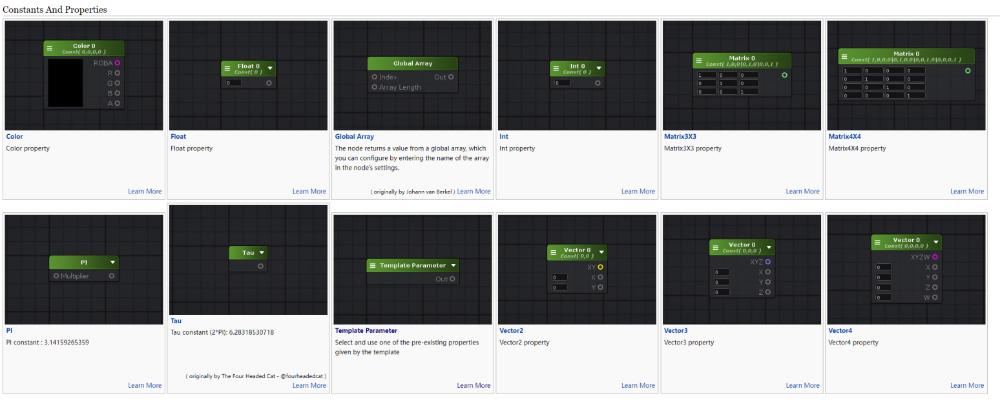 Constants And Properties
Color 0
Const( 0,0,0,0 )
RGBA
R
G
B
A
Color
Color property
Learn More
Float 0
Const( 0 )
0
Float
Float property
Learn More
Global Array
Index Out
Array Length
Global Array
The node returns a value from a global array, which
you can configure by entering the name of the array
in the node's settings.
( originally by Johann van Berkel ) Learn More
Int 0
Const( 0 )
0
Int
Int property
Learn More
Matrix 0
Const( 1,0,0|0,1,0|0,0,1 )
1 0 0
0 1 0
0 0 1
Matrix3X3
Matrix3X3 property
Learn More
Matrix 0
Const( 1,0,0,0|0,1,0,0|0,0,1,0|0,0,0,1 )
1 0 0 0
0 1 0 0
0 0 1 0
0 0 0 1
Matrix4X4
Matrix4X4 property
Learn More
PI
Multiplier
PI
PI constant : 3.14159265359
Learn More
Tau
Tau
Tau constant (2*PI): 6.28318530718
( originally by The Four Headed Cat - @fourheadedcat )
Learn More
Template Parameter
Out
Template Parameter
Select and use one of the pre-existing properties
given by the template
Learn More
Vector 0
Const( 0,0 )
XY
0 X
0 Y
Vector2
Vector2 property
Learn More
Vector 0
Const( 0,0,0 )
XYZ
0 X
0 Y
0 Z
Vector3
Vector3 property
Learn More
Vector 0
Const( 0,0,0,0 )
XYZW
0 X
0 Y
0 Z
0 W
Vector4
Vector4 property
Learn More